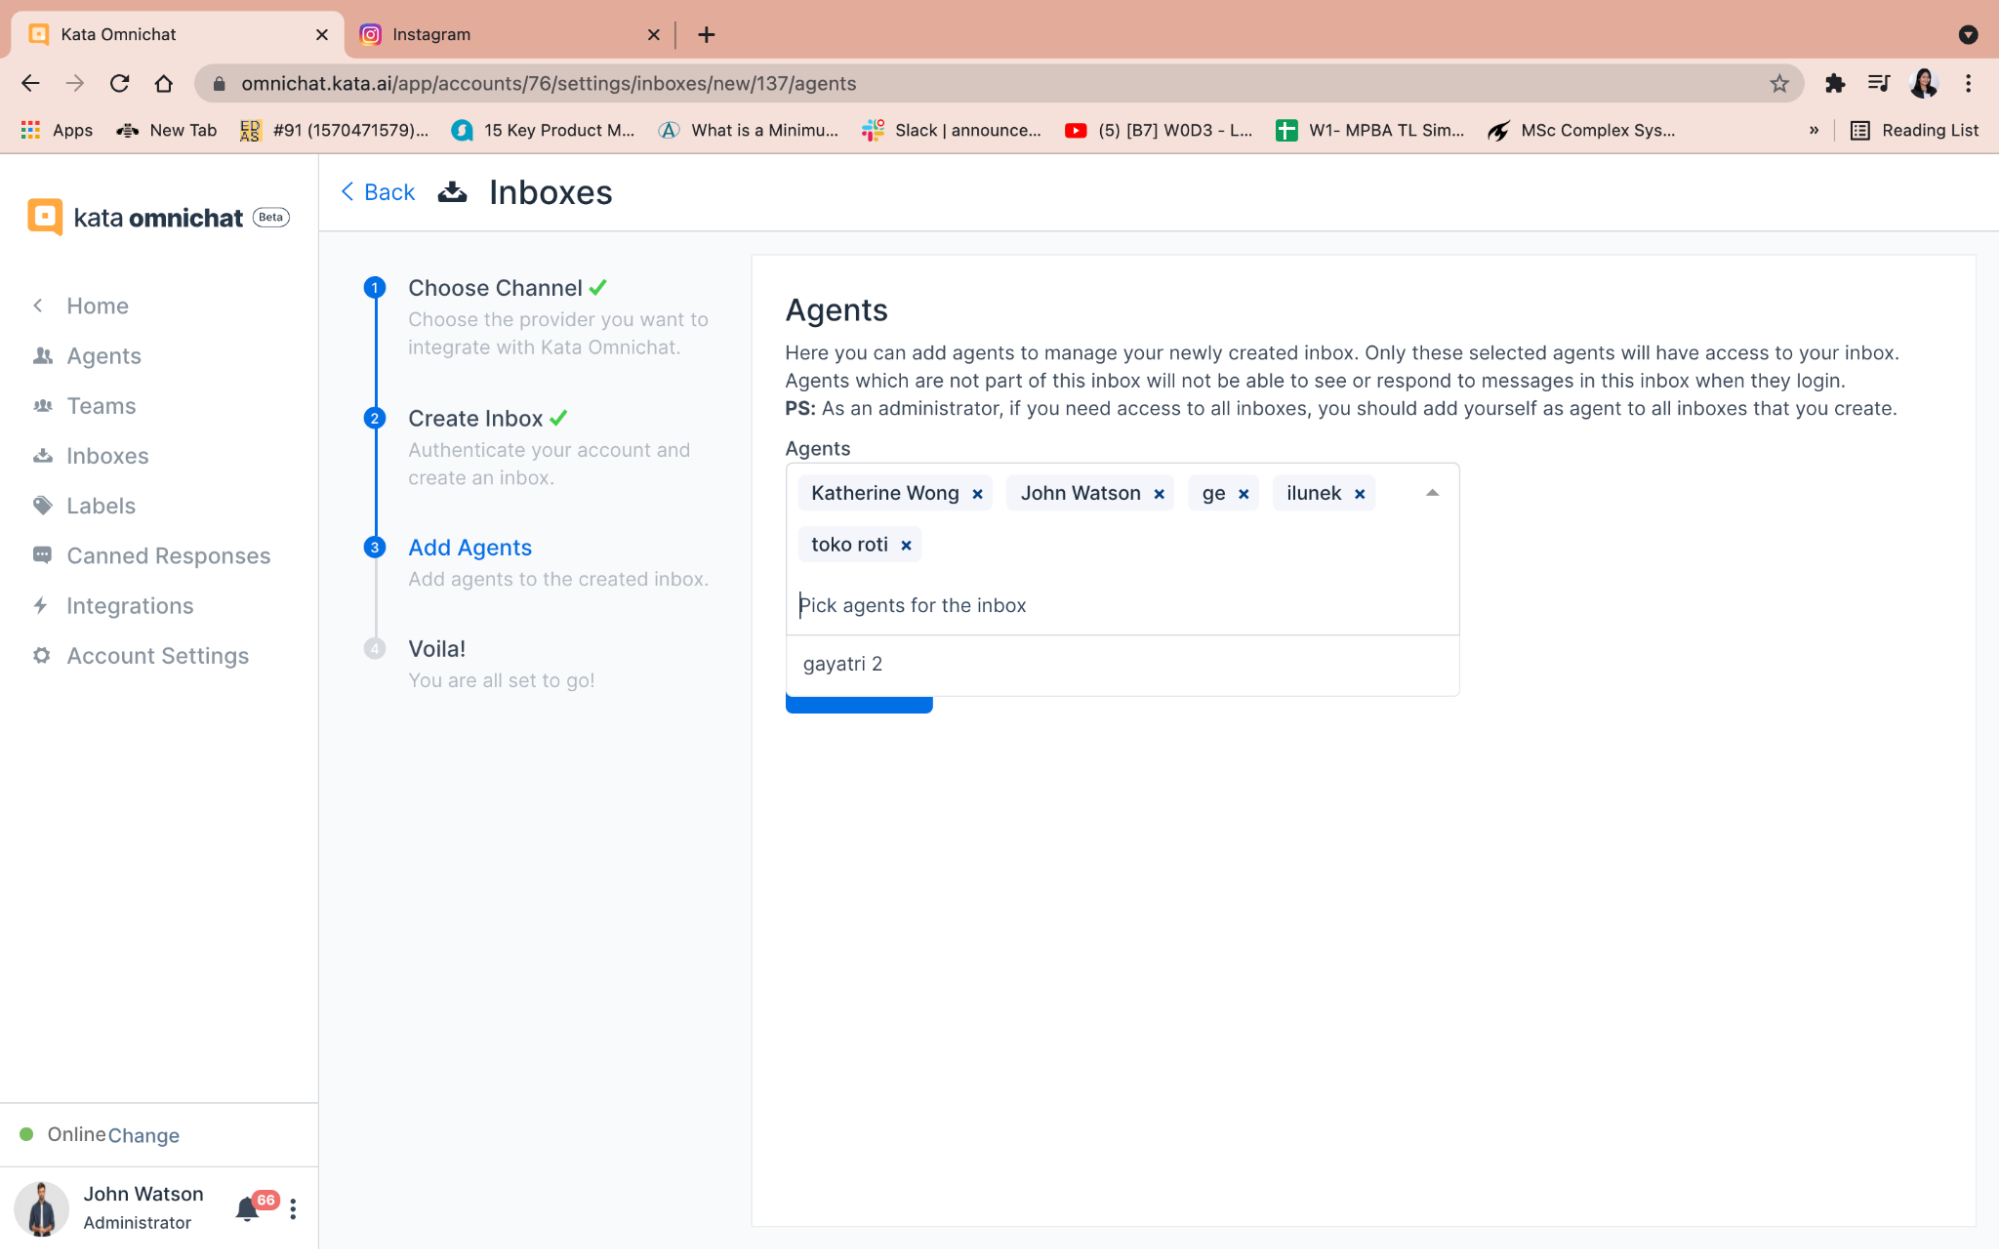 Kata Omnichat
Instagram
omnichat.kata.ai/app/accounts/76/settings/inboxes/new/137/agents
Apps
New Tab
ED AS
#91 (1570471579)...
15 Key Product M...
What is a Minimu...
Slack | announce...
(5) [B7] W0D3 - L...
W1- MPBA TL Sim...
MSc Complex Sys...
»
Reading List
kata omnichat Beta
Home
Agents
Teams
Inboxes
Labels
Canned Responses
Integrations
Account Settings
Online Change
John Watson
Administrator
66
Back
Inboxes
1 Choose Channel
Choose the provider you want to
integrate with Kata Omnichat.
2 Create Inbox
Authenticate your account and
create an inbox.
3 Add Agents
Add agents to the created inbox.
4 Voila!
You are all set to go!
Agents
Here you can add agents to manage your newly created inbox. Only these selected agents will have access to your inbox.
Agents which are not part of this inbox will not be able to see or respond to messages in this inbox when they login.
PS: As an administrator, if you need access to all inboxes, you should add yourself as agent to all inboxes that you create.
Agents
Katherine Wong × John Watson × ge × ilunek ×
toko roti ×
Pick agents for the inbox
gayatri 2